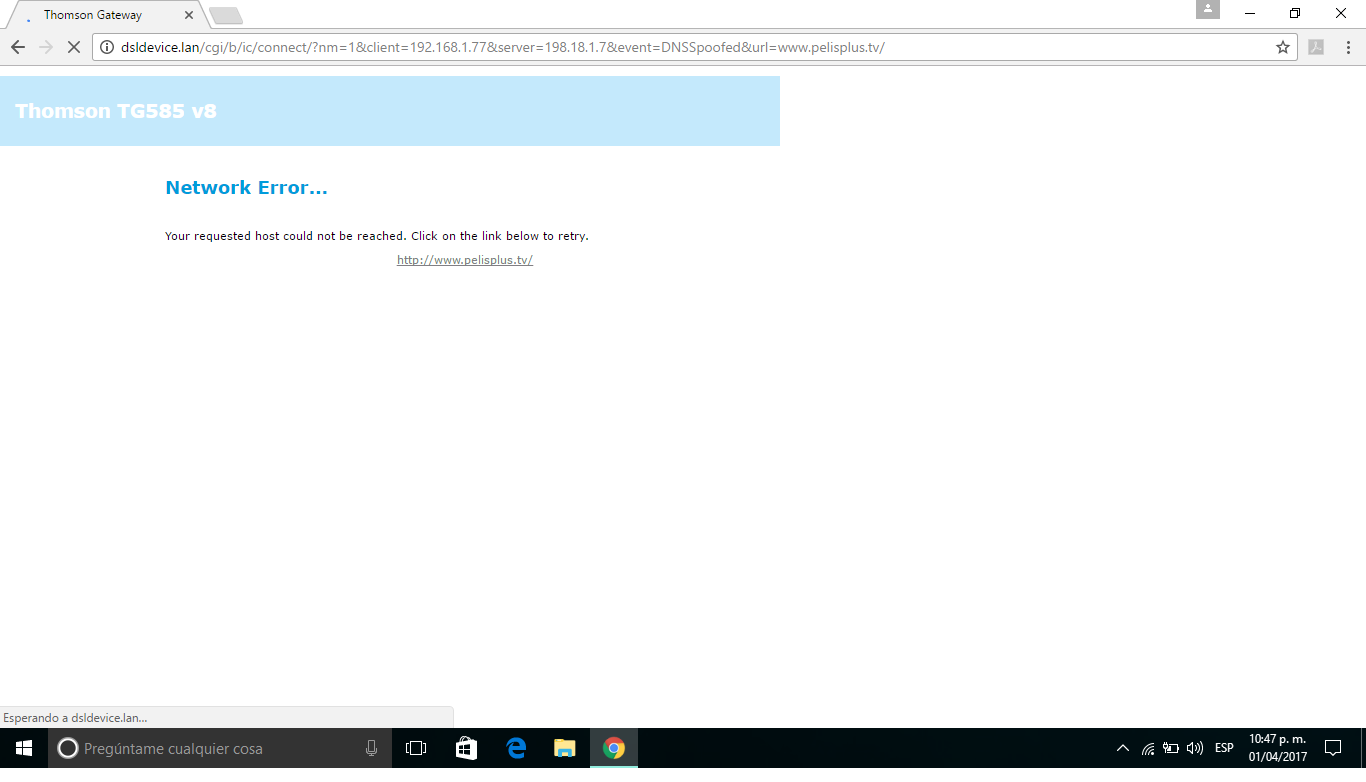 Thomson Gateway
dsldevice.lan/cgi/b/ic/connect/?nm=1&client=192.168.1.77&server=198.18.1.7&event=DNSSpoofed&url=www.pelisplus.tv/
Thomson TG585 v8
Network Error...
Your requested host could not be reached. Click on the link below to retry.
http://www.pelisplus.tv/
Esperando a dsldevice.lan...
Pregúntame cualquier cosa
ESP
10:47 p. m.
01/04/2017